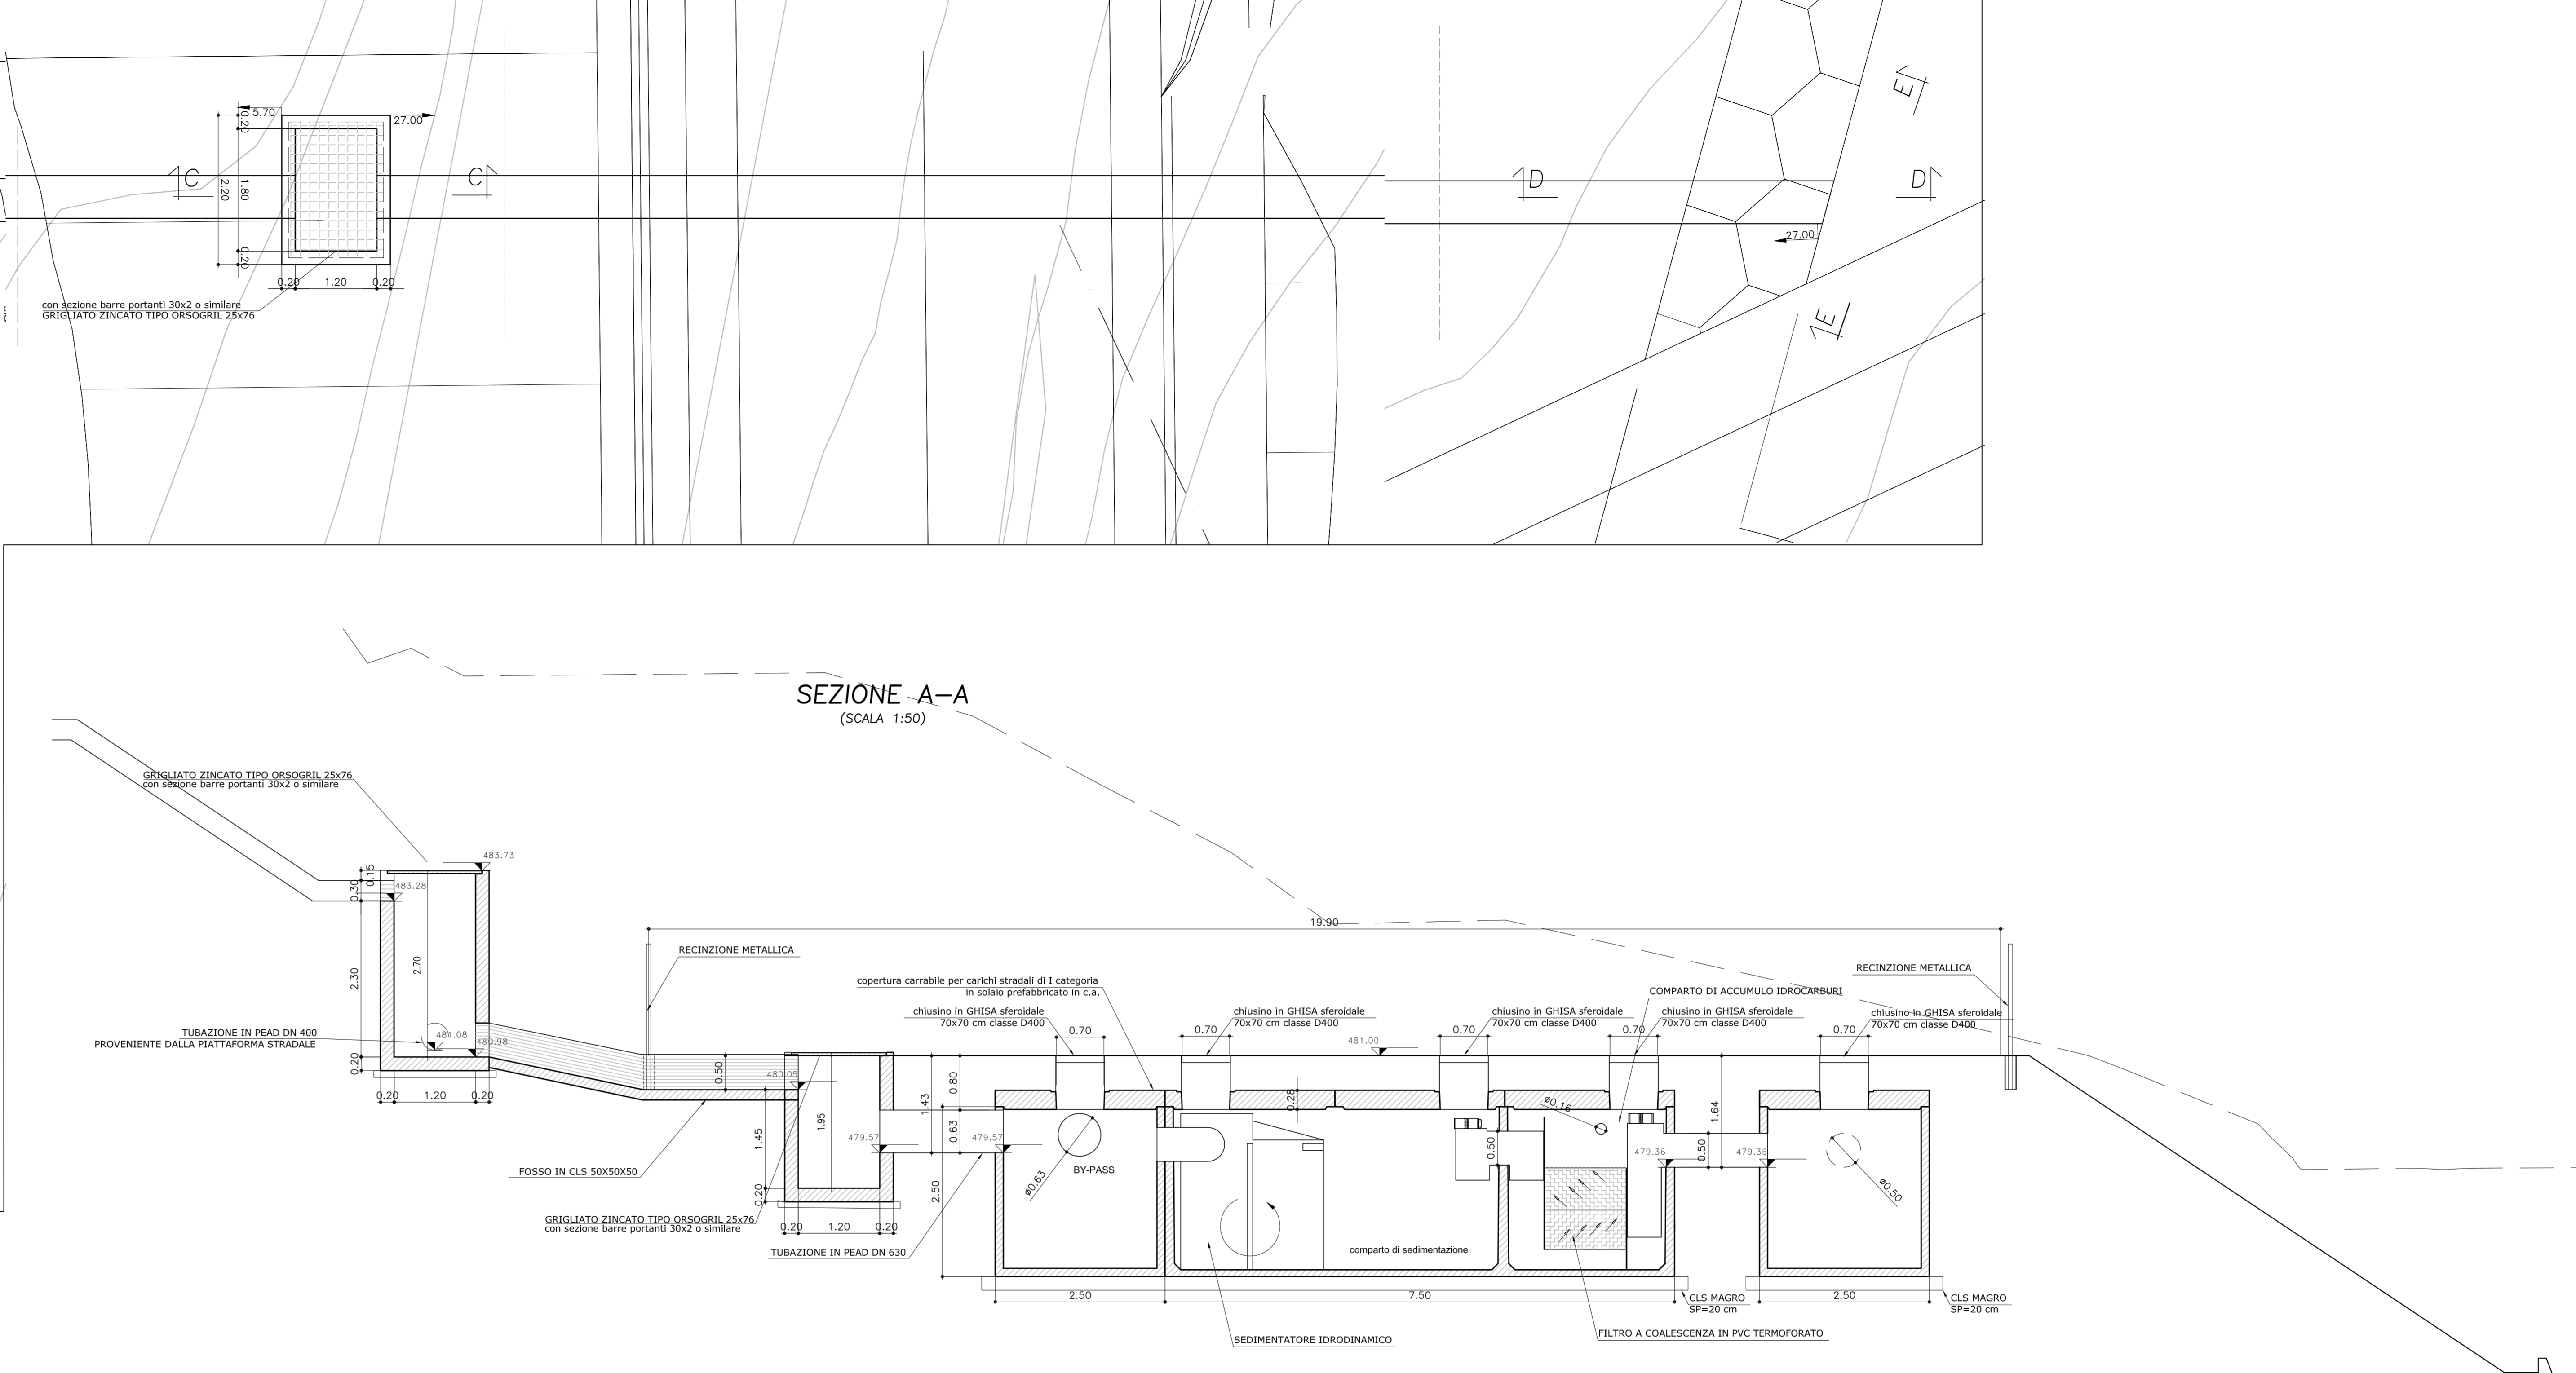 5.70
0.20
27.00
C
C
2.20
1.80
0.20
0.20
1.20
0.20
con sezione barre portanti 30x2 o similare
GRIGLIATO ZINCATO TIPO ORSOGRIL 25x76
D
D
27.00
E
E
SEZIONE A-A
(SCALA 1:50)
GRIGLIATO ZINCATO TIPO ORSOGRIL 25x76
con sezione barre portanti 30x2 o similare
483.73
0.15
0.30
483.28
2.30
2.70
TUBAZIONE IN PEAD DN 400
PROVENIENTE DALLA PIATTAFORMA STRADALE
481.08
480.98
0.20
0.20
1.20
0.20
19.90
RECINZIONE METALLICA
RECINZIONE METALLICA
copertura carrabile per carichi stradali di I categoria
in solaio prefabbricato in c.a.
COMPARTO DI ACCUMULO IDROCARBURI
chiusino in GHISA sferoidale
70x70 cm classe D400
chiusino in GHISA sferoidale
70x70 cm classe D400
chiusino in GHISA sferoidale
70x70 cm classe D400
chiusino in GHISA sferoidale
70x70 cm classe D400
chiusino in GHISA sferoidale
70x70 cm classe D400
0.70
0.70
0.70
0.70
0.70
481.00
0.50
480.05
1.43
0.80
0.63
0.28
ø0.16
1.64
1.45
1.95
479.57
479.57
0.50
479.36
0.50
479.36
FOSSO IN CLS 50X50X50
BY-PASS
ø0.63
ø0.50
2.50
0.20
GRIGLIATO ZINCATO TIPO ORSOGRIL 25x76
con sezione barre portanti 30x2 o similare
0.20
1.20
0.20
TUBAZIONE IN PEAD DN 630
comparto di sedimentazione
2.50
7.50
2.50
CLS MAGRO
SP=20 cm
CLS MAGRO
SP=20 cm
SEDIMENTATORE IDRODINAMICO
FILTRO A COALESCENZA IN PVC TERMOFORATO